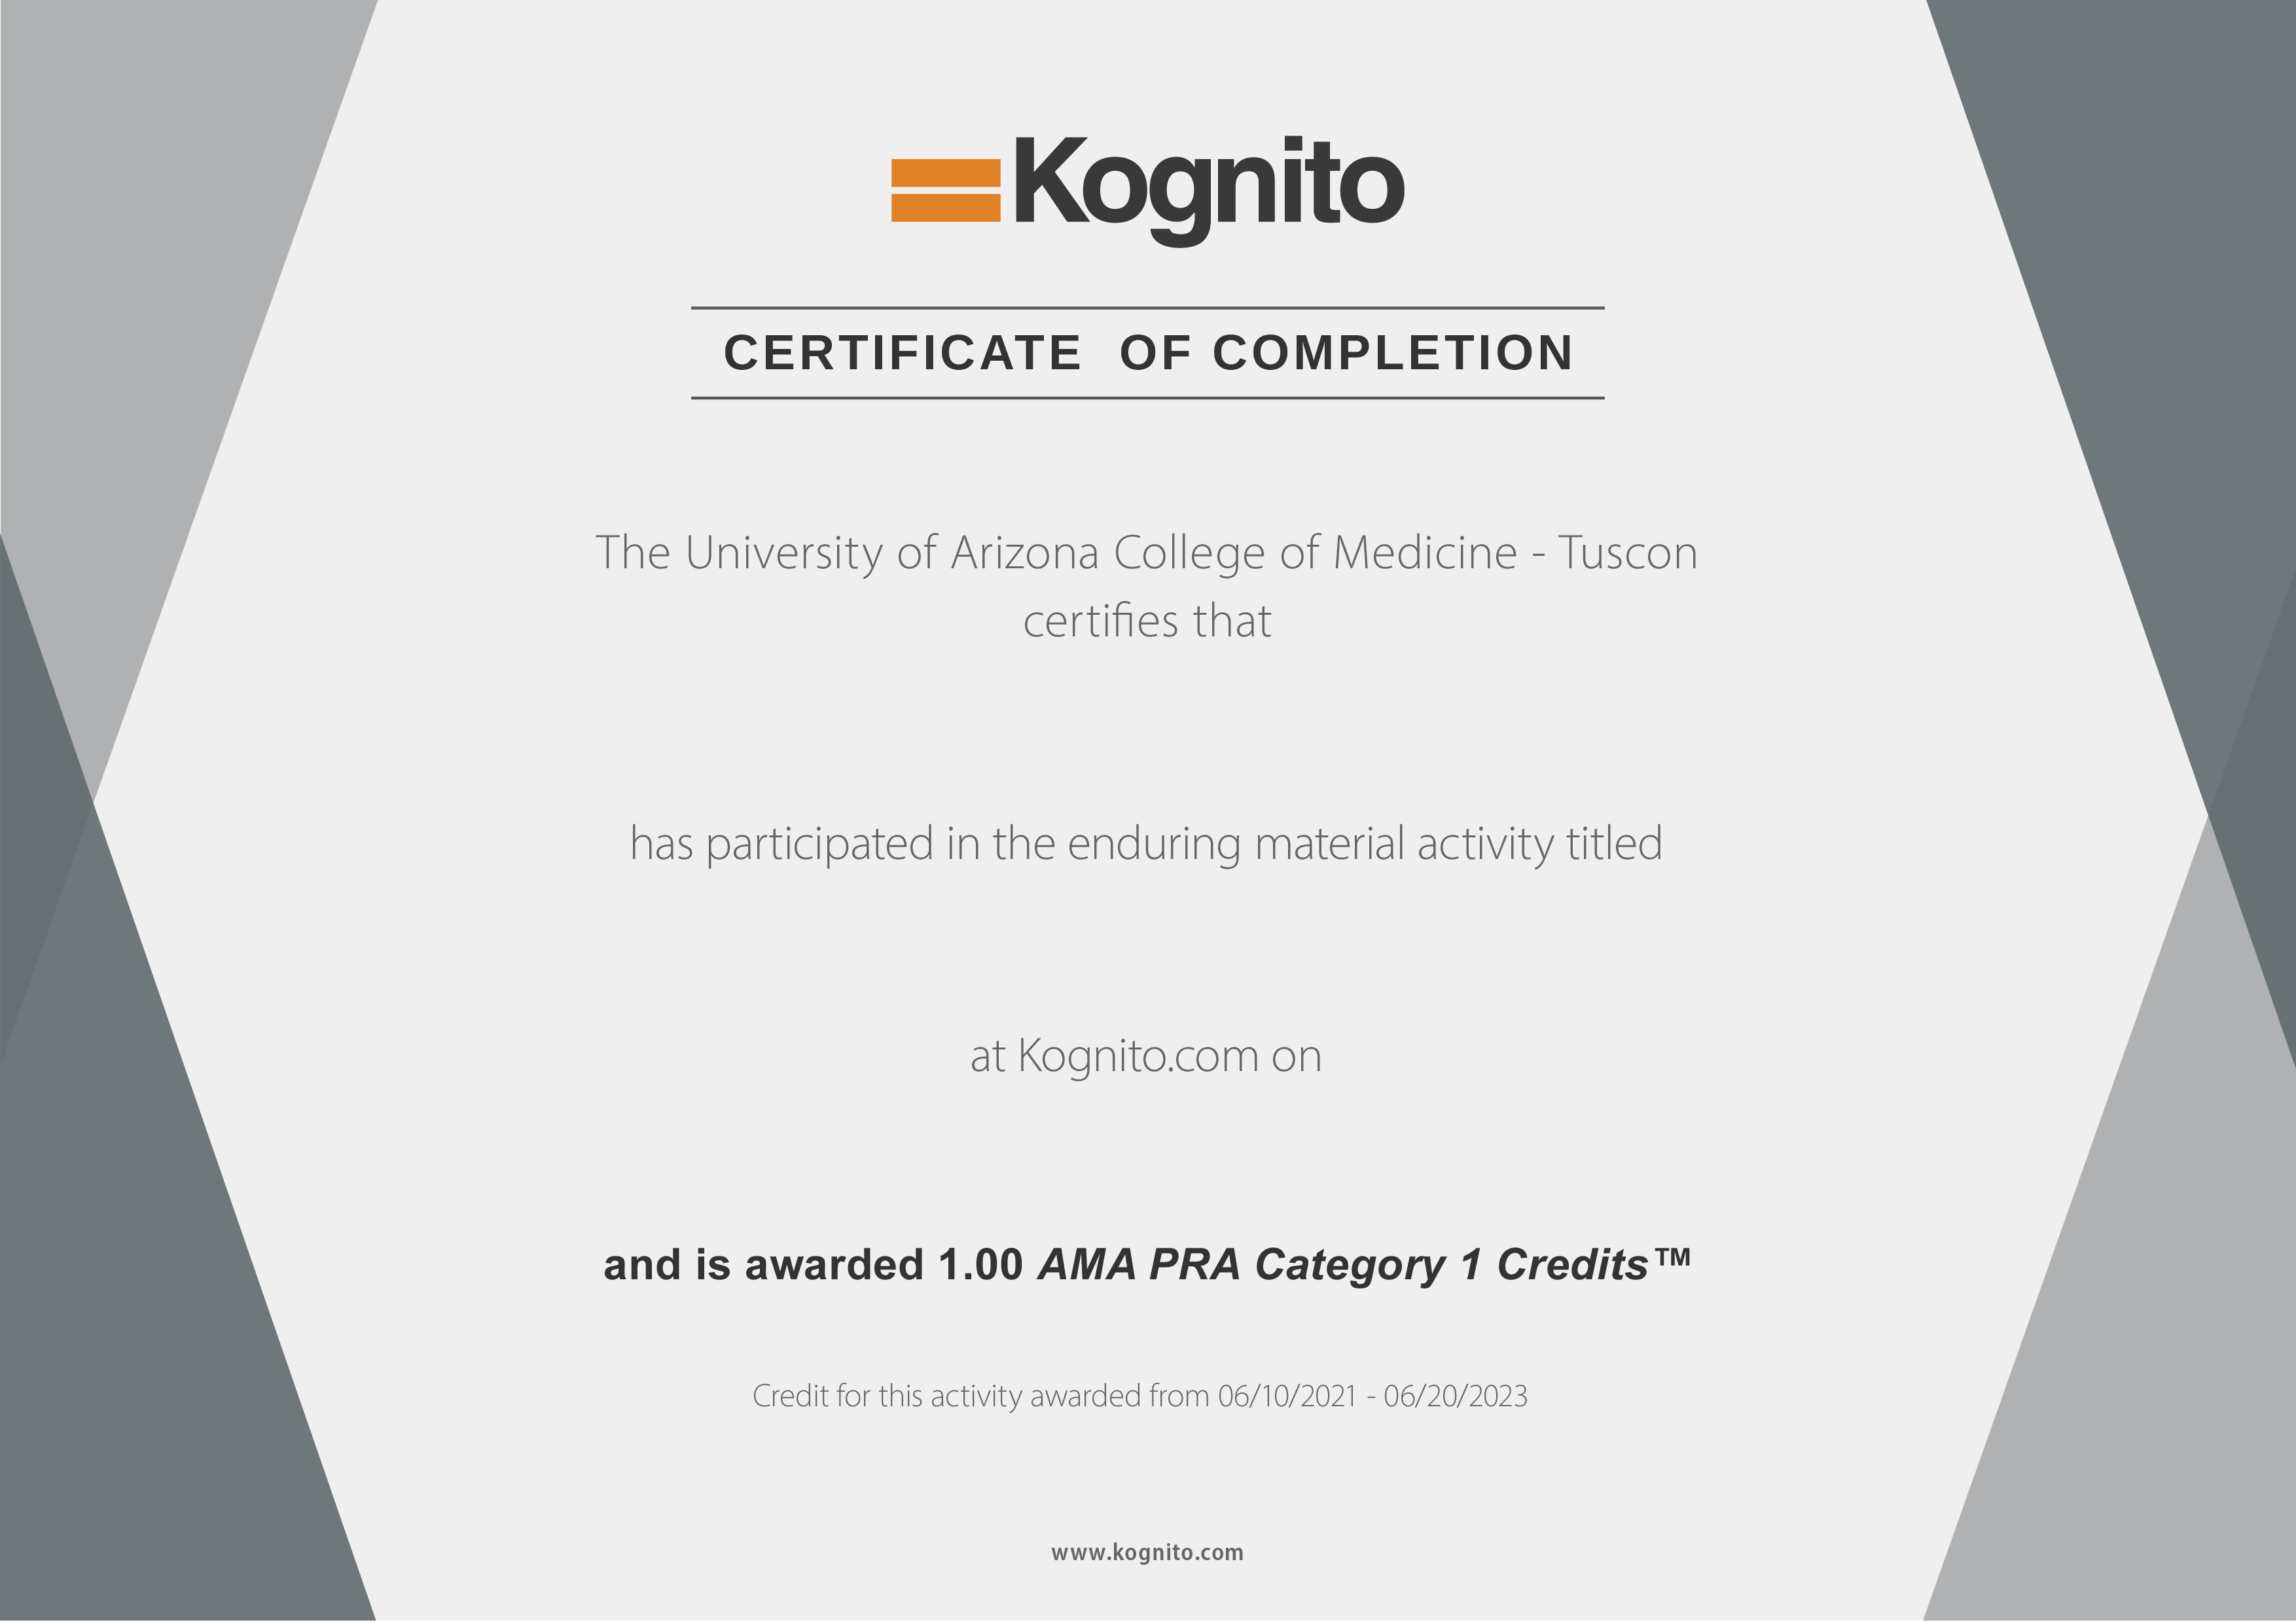 Kognito
CERTIFICATE OF COMPLETION
The University of Arizona College of Medicine - Tuscon
certifies that
has participated in the enduring material activity titled
at Kognito.com on
and is awarded 1.00 AMA PRA Category 1 Credits™
Credit for this activity awarded from 06/10/2021 - 06/20/2023
www.kognito.com